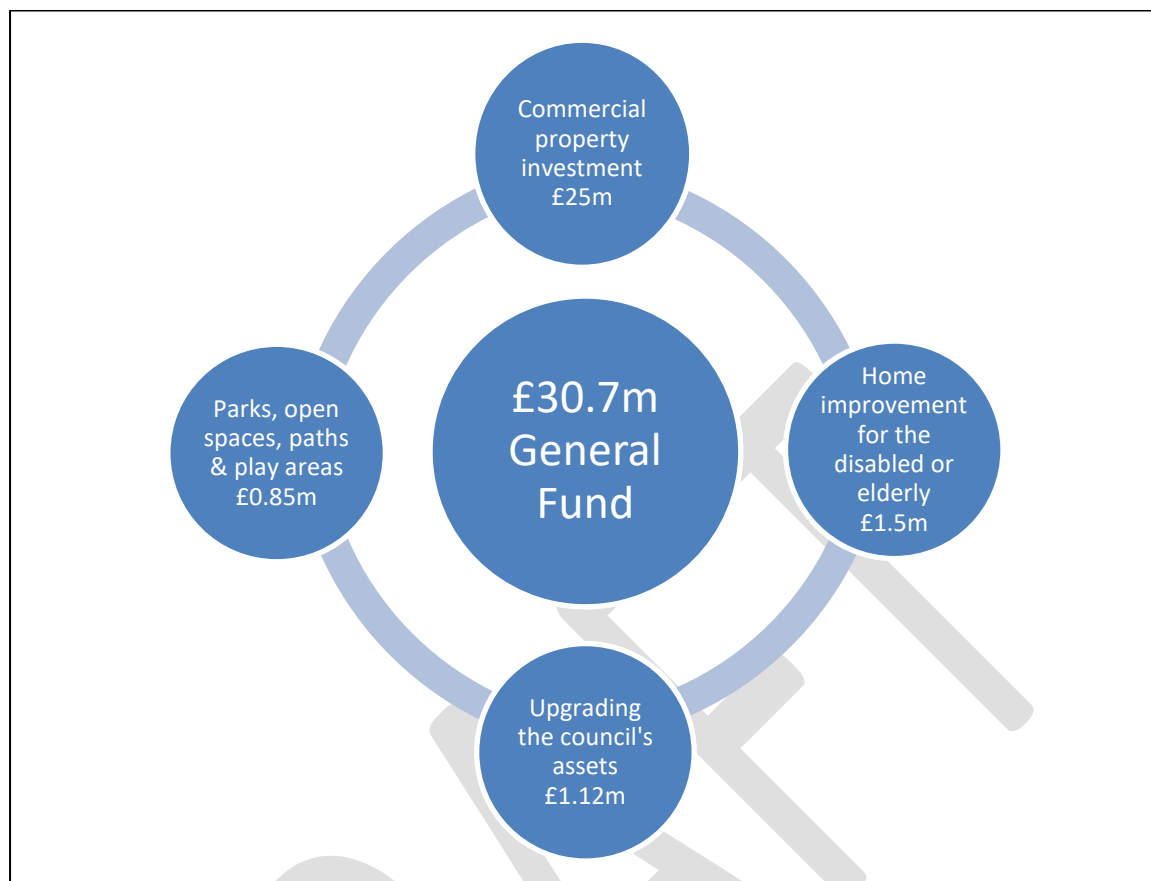 Commercial
property
investment
£25m
£30.7m
General
Fund
Home
improvement
for the
disabled or
elderly
£1.5m
Parks, open
spaces, paths
& play areas
£0.85m
Upgrading
the council's
assets
£1.12m